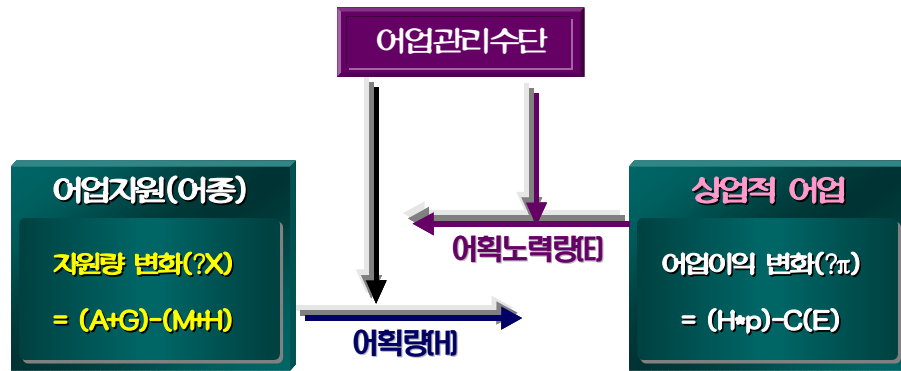 어업관리수단
어업자원(어종)
자원량 변화(?X)
= (A+G)-(M+H)
상업적 어업
어업이익 변화(?π)
= (H*p)-C(E)
어획노력량(E)
어획량(H)